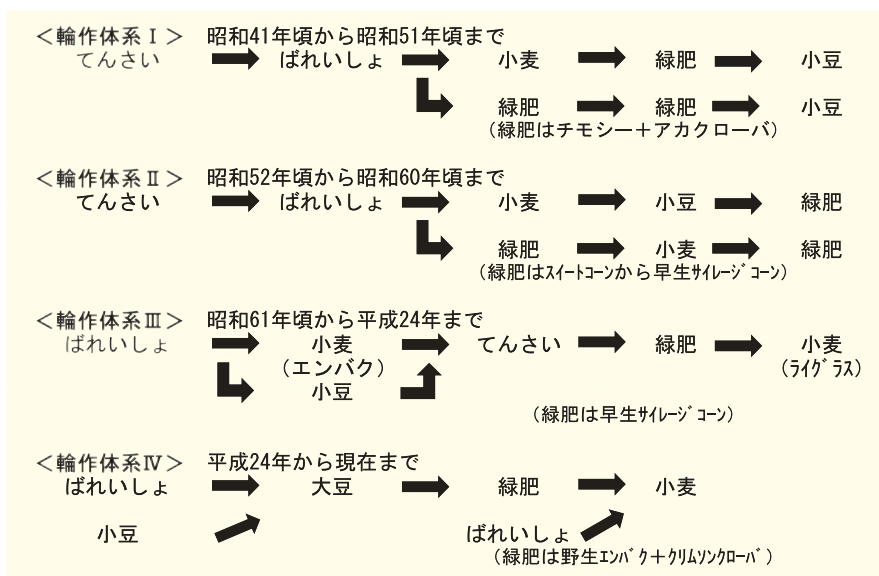 ＜輪作体系Ⅰ＞ 昭和41年頃から昭和51年頃まで
てんさい ばれいしょ 小麦 緑肥 小豆
緑肥 緑肥 小豆
(緑肥はチモシー＋アカクローバ)
＜輪作体系Ⅱ＞ 昭和52年頃から昭和60年頃まで
てんさい ばれいしょ 小麦 小豆 緑肥
緑肥 小麦 緑肥
(緑肥はｽｲｰﾄｺｰﾝから早生ｻｲﾚｰｼﾞｺｰﾝ)
＜輪作体系Ⅲ＞ 昭和61年頃から平成24年まで
ばれいしょ 小麦 てんさい 緑肥 小麦
(エンバク) (ﾗｲｸﾞﾗｽ)
小豆
(緑肥は早生ｻｲﾚｰｼﾞｺｰﾝ)
＜輪作体系Ⅳ＞ 平成24年から現在まで
ばれいしょ 大豆 緑肥 小麦
小豆 ばれいしょ
(緑肥は野生ｴﾝﾊﾞｸ＋ｸﾘﾑｿﾝｸﾛｰﾊﾞ)